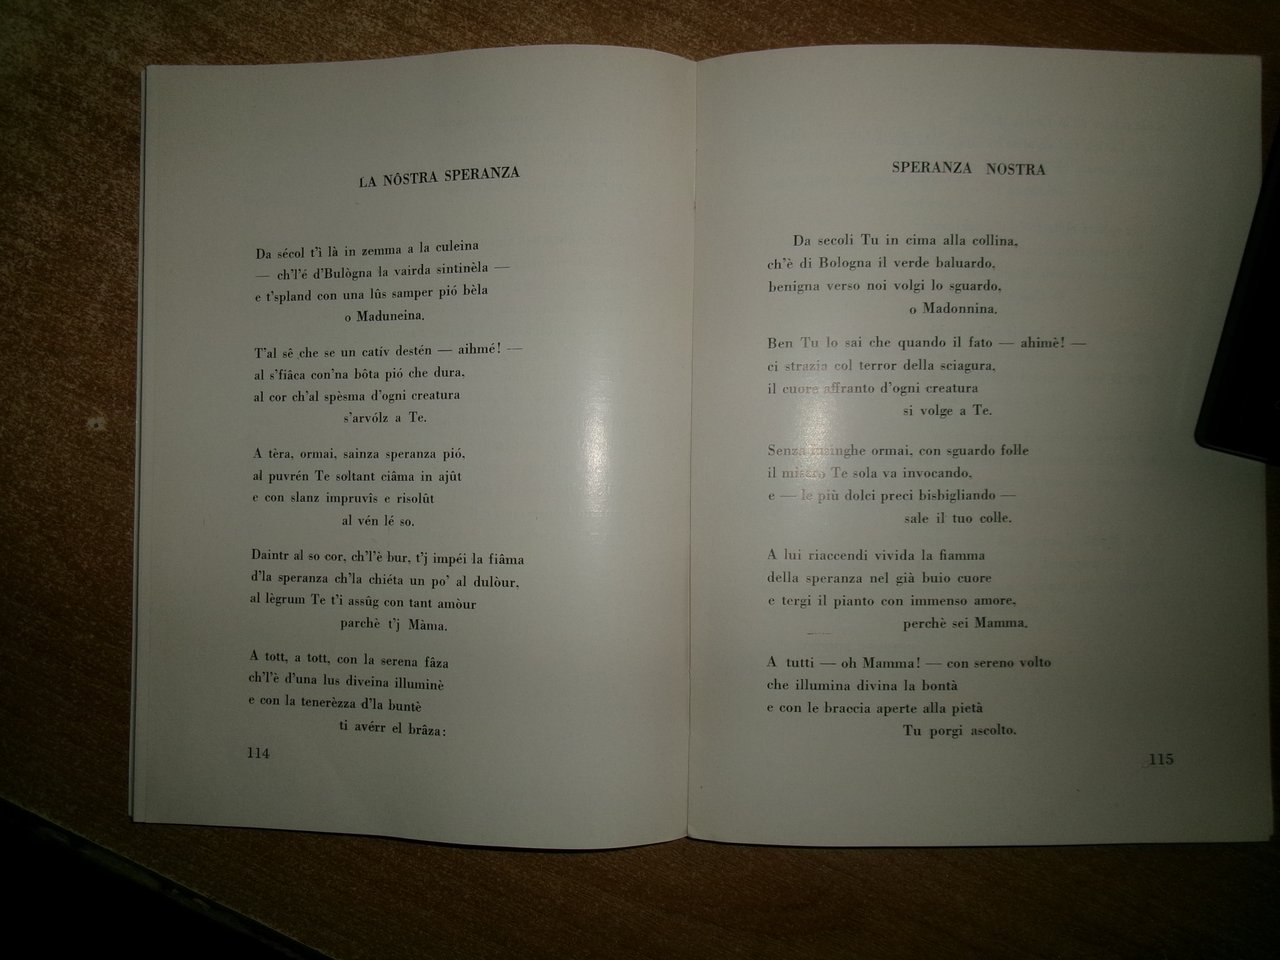 LA NÔSTRA SPERANZA
Da sécol t'i là in zemma a la culeina
— ch'l'é d'Bulògna la vairda sintinèla —
e t'spland con una lûs samper pió bèla
o Maduneina.
T'al sê che se un catív destén — aihmé! —
al s'fiâca con'na bôta pió che dura,
al cor ch'al spèsma d'ogni creatura
s'arvólz a Te.
A tèra, ormai, sainza speranza pió,
al puvrén Te soltant ciâma in ajût
e con slanz impruvîs e risolût
al vén lé so.
Daintr al so cor, ch'l'è bur, t'j impéi la fiâma
d'la speranza ch'la chiéta un po' al dulòur,
al lègrum Te t'i assûg con tant amòur
parchè t'j Màma.
A tott, a tott, con la serena fâza
ch'l'è d'una lus diveina illuminè
e con la tenerèzza d'la buntè
ti avérr el brâza:
114
SPERANZA NOSTRA
Da secoli Tu in cima alla collina,
ch'è di Bologna il verde baluardo,
benigna verso noi volgi lo sguardo,
o Madonnina.
Ben Tu lo sai che quando il fato — ahimè! —
ci strazia col terror della sciagura,
il cuore affranto d'ogni creatura
si volge a Te.
Senza lusinghe ormai, con sguardo folle
il misero Te sola va invocando,
e — le più dolci preci bisbigliando —
sale il tuo colle.
A lui riaccendi vivida la fiamma
della speranza nel già buio cuore
e tergi il pianto con immenso amore,
perchè sei Mamma.
A tutti — oh Mamma! — con sereno volto
che illumina divina la bontà
e con le braccia aperte alla pietà
Tu porgi ascolto.
115